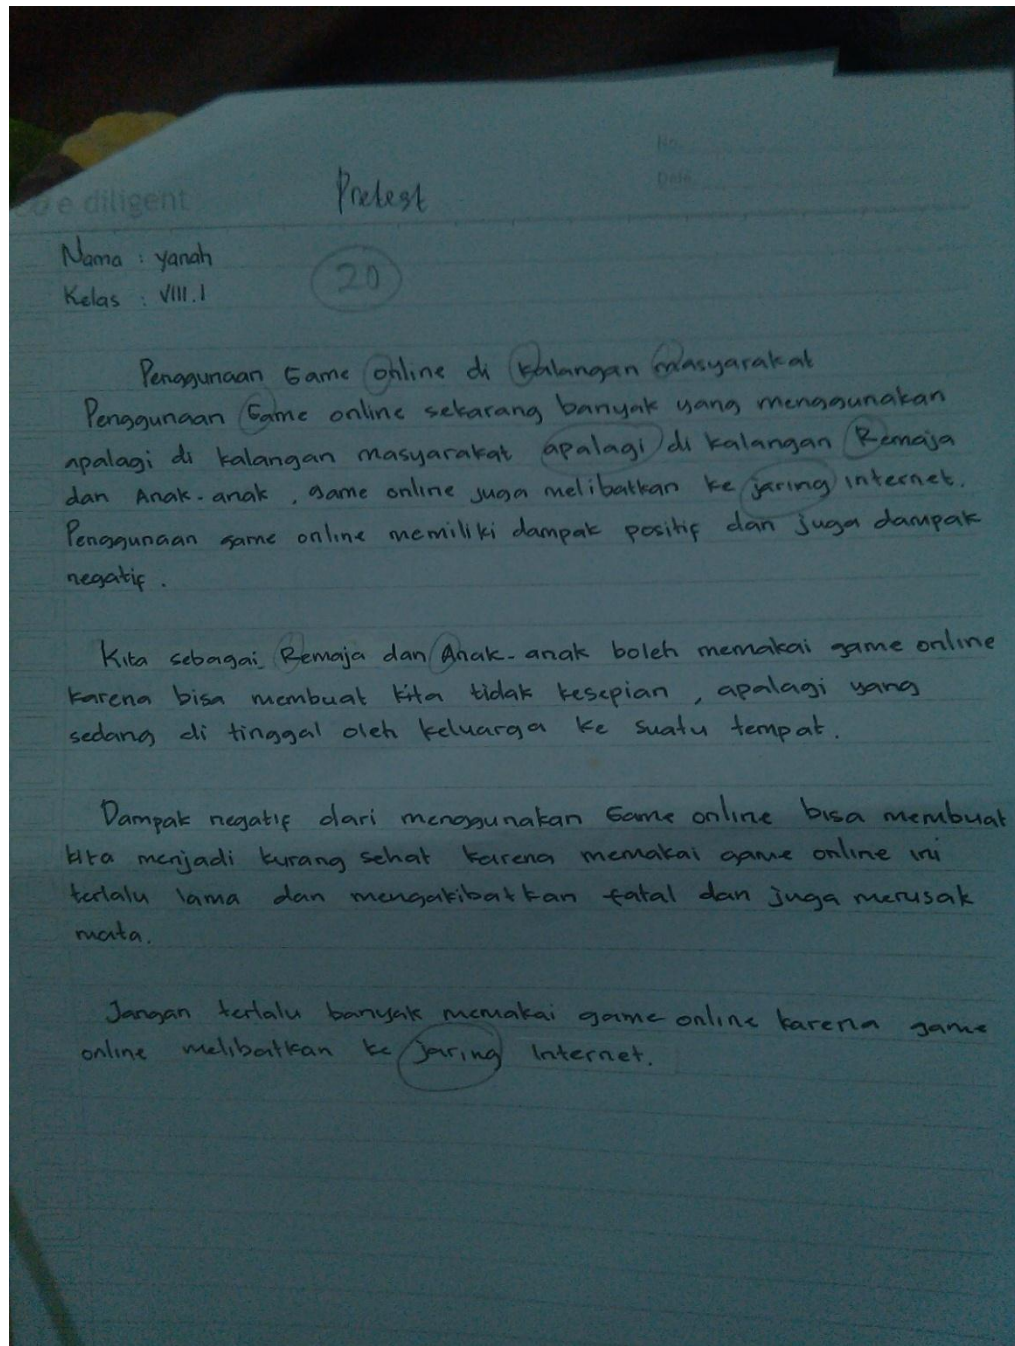 No.
Date
e diligent
Pretest
Nama : yanah
Kelas : VIII.1
20
Penggunaan Game online di kalangan masyarakat
Penggunaan Game online sekarang banyak yang menggunakan
apalagi di kalangan masyarakat apalagi di kalangan Remaja
dan Anak-anak , game online juga melibatkan ke jaring internet.
Penggunaan game online memiliki dampak positif dan juga dampak
negatif .
Kita sebagai Remaja dan Anak-anak boleh memakai game online
karena bisa membuat kita tidak kesepian , apalagi yang
sedang di tinggal oleh keluarga ke suatu tempat .
Dampak negatif dari menggunakan Game online bisa membuat
kita menjadi kurang sehat karena memakai game online ini
terlalu lama dan mengakibatkan fatal dan juga merusak
mata.
Jangan terlalu banyak memakai game online karena game
online melibatkan ke jaring Internet.